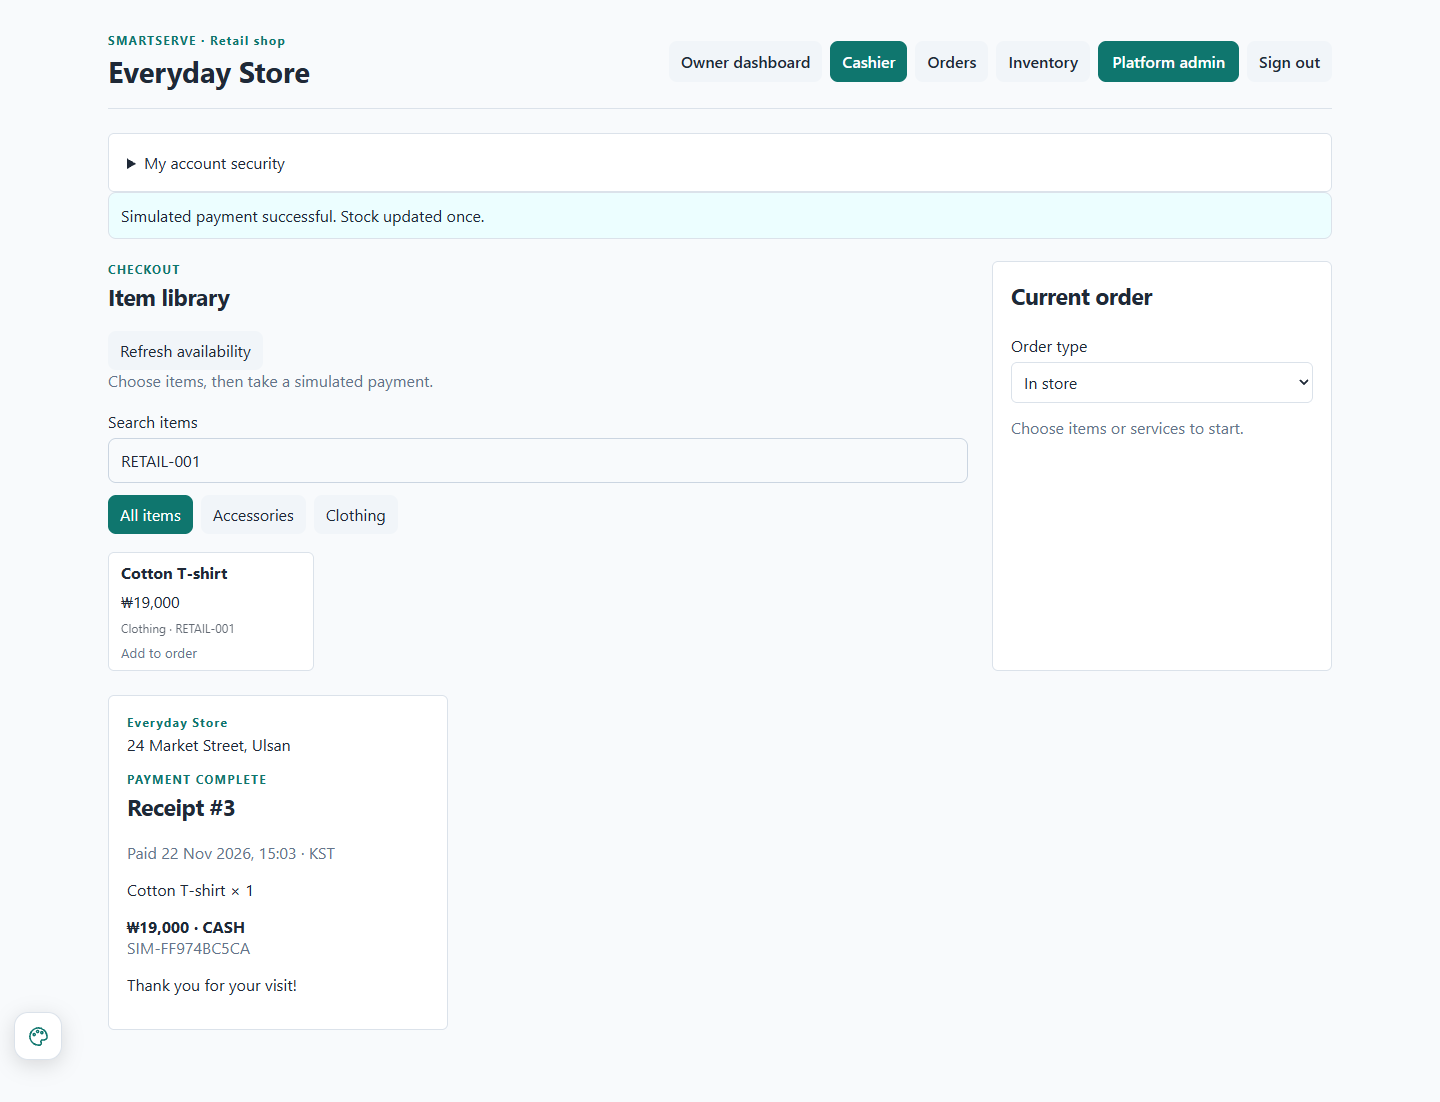 SMARTSERVE · Retail shop
Everyday Store
Owner dashboard
Cashier
Orders
Inventory
Platform admin
Sign out
My account security
Simulated payment successful. Stock updated once.
CHECKOUT
Item library
Refresh availability
Choose items, then take a simulated payment.
Search items
RETAIL-001
All items
Accessories
Clothing
Cotton T-shirt
₩19,000
Clothing · RETAIL-001
Add to order
Current order
Order type
In store
Choose items or services to start.
Everyday Store
24 Market Street, Ulsan
PAYMENT COMPLETE
Receipt #3
Paid 22 Nov 2026, 15:03 · KST
Cotton T-shirt × 1
₩19,000 · CASH
SIM-FF974BC5CA
Thank you for your visit!